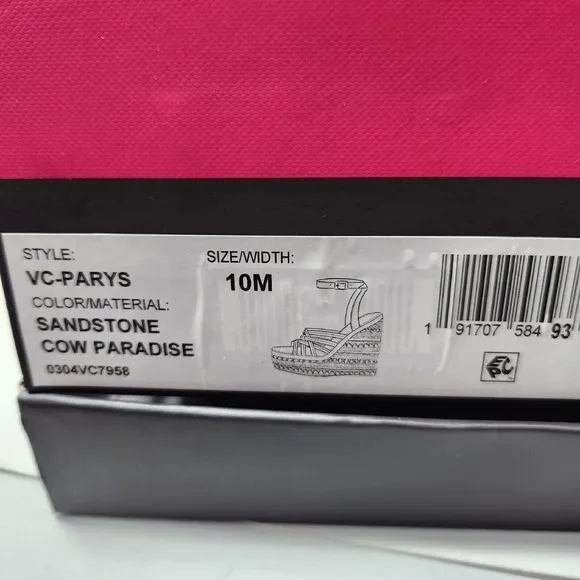 STYLE:
VC-PARYS
COLOR/MATERIAL:
SANDSTONE
COW PARADISE
0304VC7958
SIZE/WIDTH:
10M
1 91707 584 93